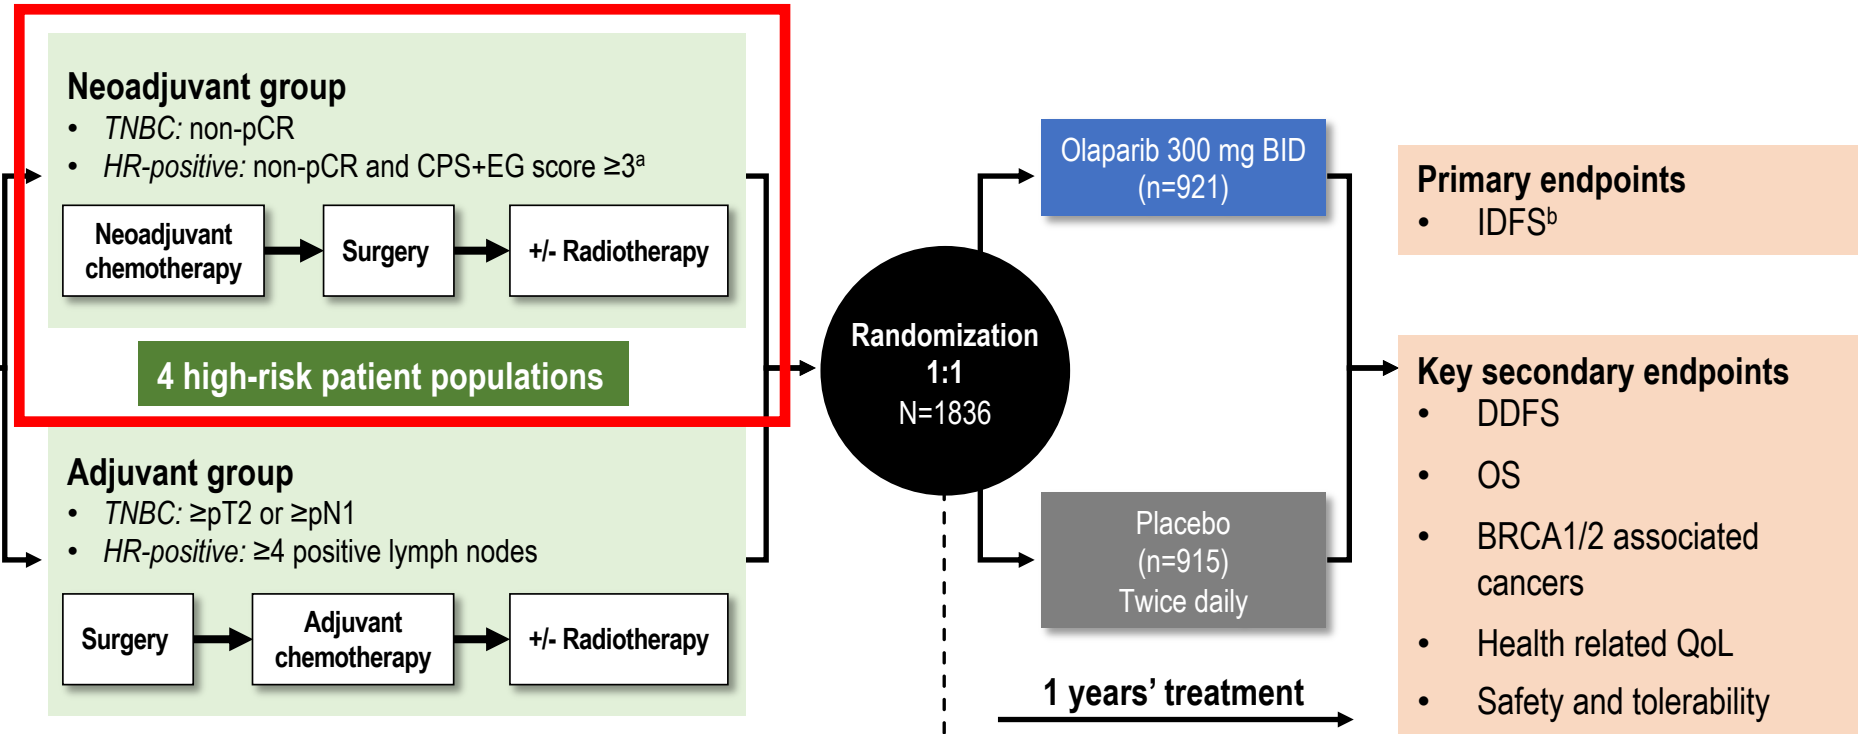 Neoadjuvant group
• TNBC: non-pCR
• HR-positive: non-pCR and CPS+EG score ≥3ᵃ
Neoadjuvant
chemotherapy
Surgery
+/- Radiotherapy
4 high-risk patient populations
Adjuvant group
• TNBC: ≥pT2 or ≥pN1
• HR-positive: ≥4 positive lymph nodes
Surgery
Adjuvant
chemotherapy
+/- Radiotherapy
Randomization
1:1
N=1836
Olaparib 300 mg BID
(n=921)
Placebo
(n=915)
Twice daily
1 years’ treatment
Primary endpoints
• IDFSᵇ
Key secondary endpoints
• DDFS
• OS
• BRCA1/2 associated
cancers
• Health related QoL
• Safety and tolerability